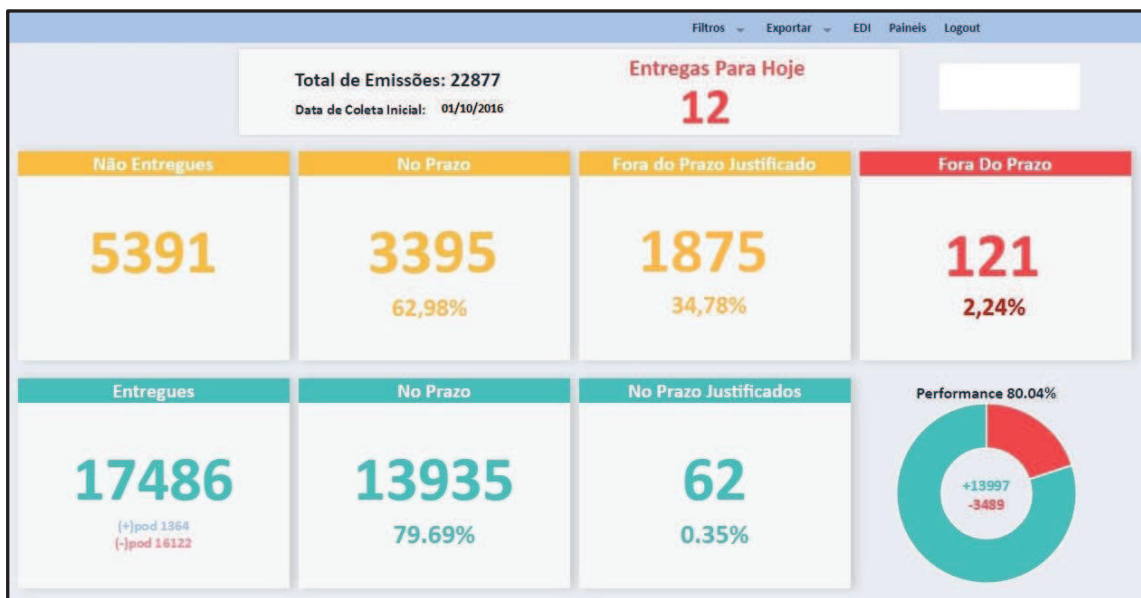 Filtros Exportar EDI Paineis Logout
Total de Emissões: 22877
Data de Coleta Inicial: 01/10/2016
Entregas Para Hoje
12
Não Entregues
5391
No Prazo
3395
62,98%
Fora do Prazo Justificado
1875
34,78%
Fora Do Prazo
121
2,24%
Entregues
17486
(+)pod 1364
(-)pod 16122
No Prazo
13935
79.69%
No Prazo Justificados
62
0.35%
Performance 80.04%
+13997
-3489